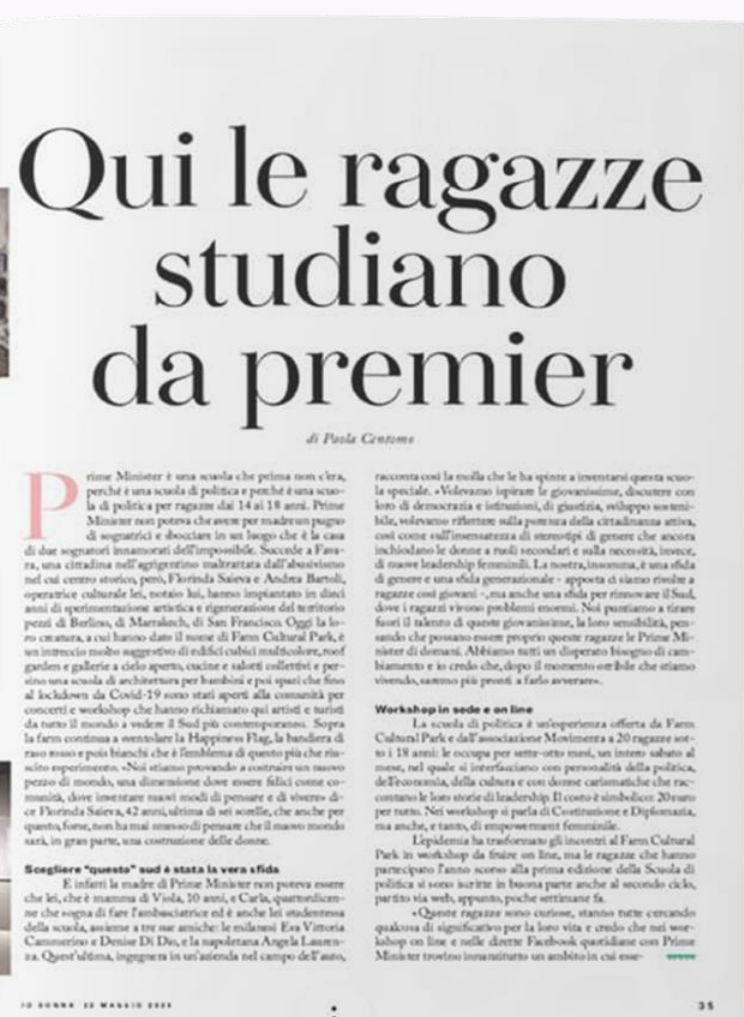 Qui le ragazze
studiano
da premier
di Paola Centomo
Prime Minister è una scuola che prima non c'era,
perché è una scuola di politica e perché è una scuo-
la di politica per ragazze dai 14 ai 18 anni. Prime
Minister non poteva che avere per madre un pugno
di sognatrici e sbocciare in un luogo che è la casa
di due sognatori innamorati dell'impossibile. Succede a Fava-
ra, una cittadina nell'agrigentino maltrattata dall'abusivismo
nel cui centro storico, però, Florinda Saieva e Andrea Bartoli,
operatrice culturale lei, notaio lui, hanno impiantato in dieci
anni di sperimentazione artistica e rigenerazione del territorio
pezzi di Berlino, di Marrakech, di San Francisco. Oggi la lo-
ro creatura, a cui hanno dato il nome di Farm Cultural Park, è
un intreccio molto suggestivo di edifici cubici multicolore, roof
garden e gallerie a cielo aperto, cucine e salotti collettivi e per-
sino una scuola di architettura per bambini e poi spazi che fino
al lockdown da Covid-19 sono stati aperti alla comunità per
concerti e workshop che hanno richiamato qui artisti e turisti
da tutto il mondo a vedere il Sud più contemporaneo. Sopra
la farm continua a sventolare la Happiness Flag, la bandiera di
raso rosso e pois bianchi che è l'emblema di questo più che riu-
scito esperimento. «Noi stiamo provando a costruire un nuovo
pezzo di mondo, una dimensione dove essere felici come co-
munità, dove inventare nuovi modi di pensare e di vivere» di-
ce Florinda Saieva, 42 anni, ultima di sei sorelle, che anche per
questo, forse, non ha mai smesso di pensare che il nuovo mondo
sarà, in gran parte, una costruzione delle donne.
Scegliere "questo" sud è stata la vera sfida
E infatti la madre di Prime Minister non poteva essere
che lei, che è mamma di Viola, 10 anni, e Carla, quattordicen-
ne che sogna di fare l'ambasciatrice ed è anche lei studentessa
della scuola, assieme a tre sue amiche: le milanesi Eva Vittoria
Cammerino e Denise Di Dio, e la napoletana Angela Lauren-
za. Quest'ultima, ingegnera in un'azienda nel campo dell'auto,
racconta così la molla che le ha spinte a inventarsi questa scuo-
la speciale. «Volevamo ispirare le giovanissime, discutere con
loro di democrazia e istituzioni, di giustizia, sviluppo sosteni-
bile, volevamo riflettere sulla potenza della cittadinanza attiva,
così come sull'insensatezza di stereotipi di genere che ancora
inchiodano le donne a ruoli secondari e sulla necessità, invece,
di nuove leadership femminili. La nostra, insomma, è una sfida
di genere e una sfida generazionale - apposta ci siamo rivolte a
ragazze così giovani -, ma anche una sfida per rinnovare il Sud,
dove i ragazzi vivono problemi enormi. Noi puntiamo a tirare
fuori il talento di queste giovanissime, la loro sensibilità, pen-
sando che possano essere proprio queste ragazze le Prime Mi-
nister di domani. Abbiamo tutti un disperato bisogno di cam-
biamento e io credo che, dopo il momento orribile che stiamo
vivendo, saremo più pronti a farlo avverare».
Workshop in sede e on line
La scuola di politica è un'esperienza offerta da Farm
Cultural Park e dall'associazione Movimenta a 20 ragazze sot-
to i 18 anni: le occupa per sette-otto mesi, un intero sabato al
mese, nel quale si interfacciano con personalità della politica,
dell'economia, della cultura e con donne carismatiche che rac-
contano le loro storie di leadership. Il costo è simbolico: 20 euro
per tutto. Nei workshop si parla di Costituzione e Diplomazia,
ma anche, e tanto, di empowerment femminile.
L'epidemia ha trasformato gli incontri al Farm Cultural
Park in workshop da fruire on line, ma le ragazze che hanno
partecipato l'anno scorso alla prima edizione della Scuola di
politica si sono iscritte in buona parte anche al secondo ciclo,
partito via web, appunto, poche settimane fa.
«Queste ragazze sono curiose, stanno tutte cercando
qualcosa di significativo per la loro vita e credo che nei wor-
kshop on line e nelle dirette Facebook quotidiane con Prime
Minister trovino innanzitutto un ambito in cui esse-
IO DONNA 23 MAGGIO 2020
35